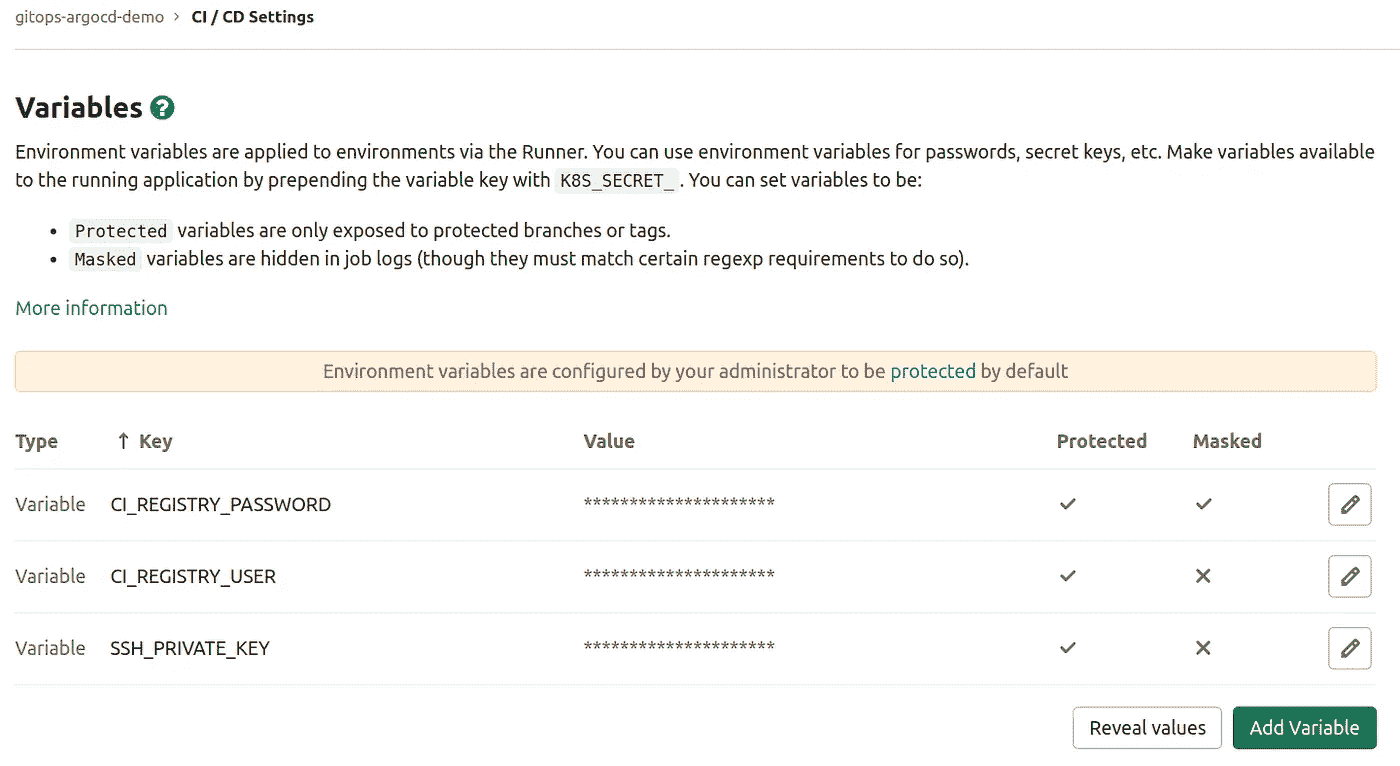 gitops-argocd-demo > CI / CD Settings
Variables ?
Environment variables are applied to environments via the Runner. You can use environment variables for passwords, secret keys, etc. Make variables available
to the running application by prepending the variable key with K8S_SECRET_ . You can set variables to be:
• Protected variables are only exposed to protected branches or tags.
• Masked variables are hidden in job logs (though they must match certain regexp requirements to do so).
More information
Environment variables are configured by your administrator to be protected by default
Type ↑ Key Value Protected Masked
Variable CI_REGISTRY_PASSWORD ********************* ✓ ✓
Variable CI_REGISTRY_USER ********************* ✓ ✕
Variable SSH_PRIVATE_KEY ********************* ✓ ✕
Reveal values Add Variable